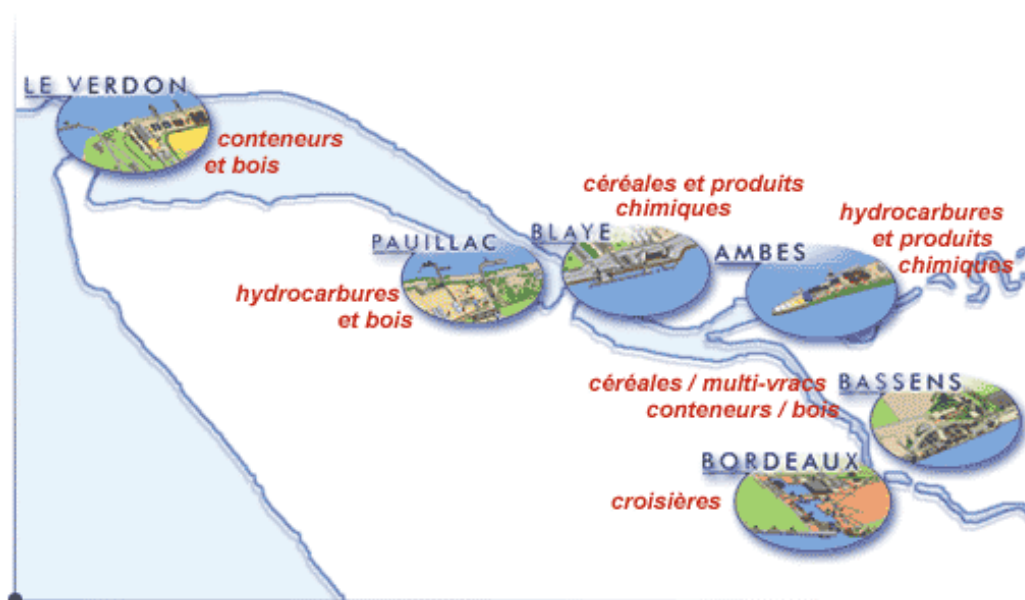 LE VERDON
conteneurs
et bois
céréales et produits
chimiques
hydrocarbures
et produits
chimiques
PAUILLAC
BLAYE
AMBES
hydrocarbures
et bois
céréales / multi-vracs
conteneurs / bois
BASSENS
BORDEAUX
croisières